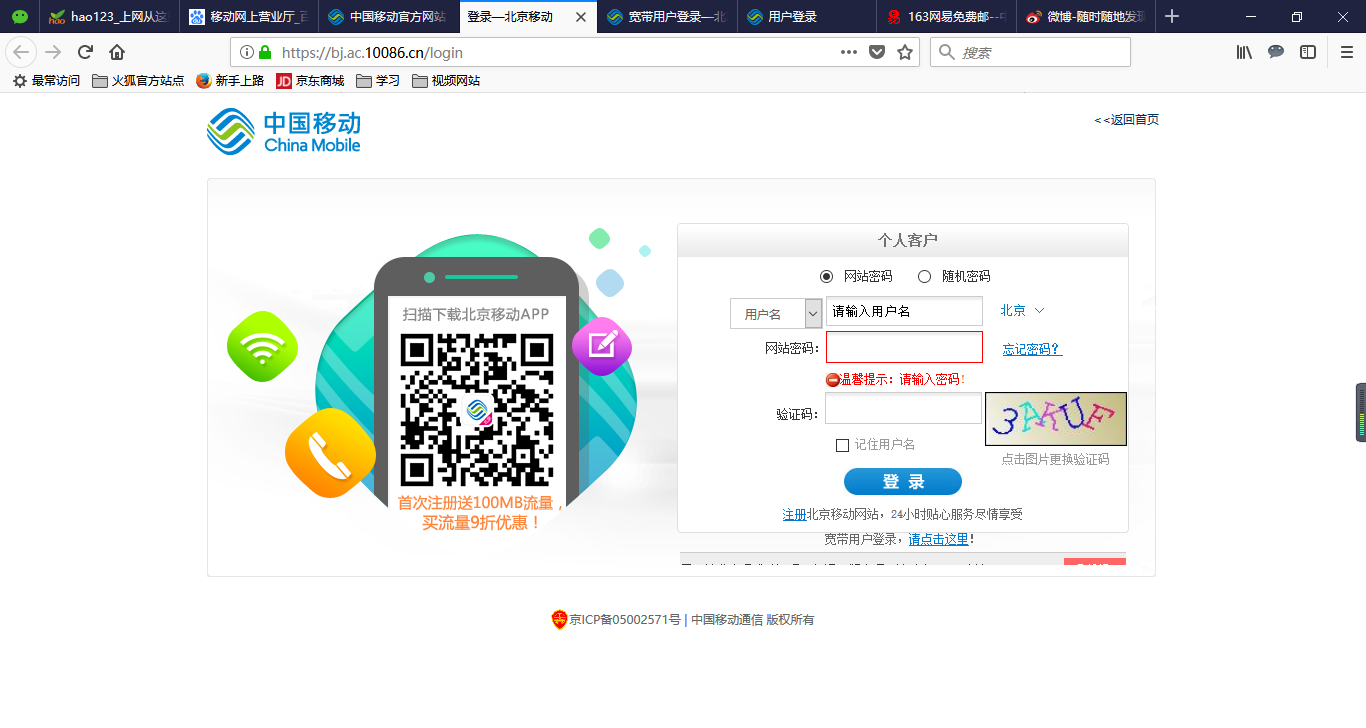 hao123_上网从这
移动网上营业厅_百
中国移动官方网站
登录—北京移动
宽带用户登录—北
用户登录
163网易免费邮--中
微博-随时随地发现
https://bj.ac.10086.cn/login
搜索
最常访问
火狐官方站点
新手上路
JD 京东商城
学习
视频网站
中国移动
China Mobile
<<返回首页
扫描下载北京移动APP
首次注册送100MB流量，
买流量9折优惠！
个人客户
网站密码
随机密码
用户名
请输入用户名
北京
网站密码：
忘记密码？
温馨提示：请输入密码！
验证码：
3AKUF
记住用户名
点击图片更换验证码
登 录
注册北京移动网站，24小时贴心服务尽情享受
宽带用户登录，请点击这里！
京ICP备05002571号 | 中国移动通信 版权所有